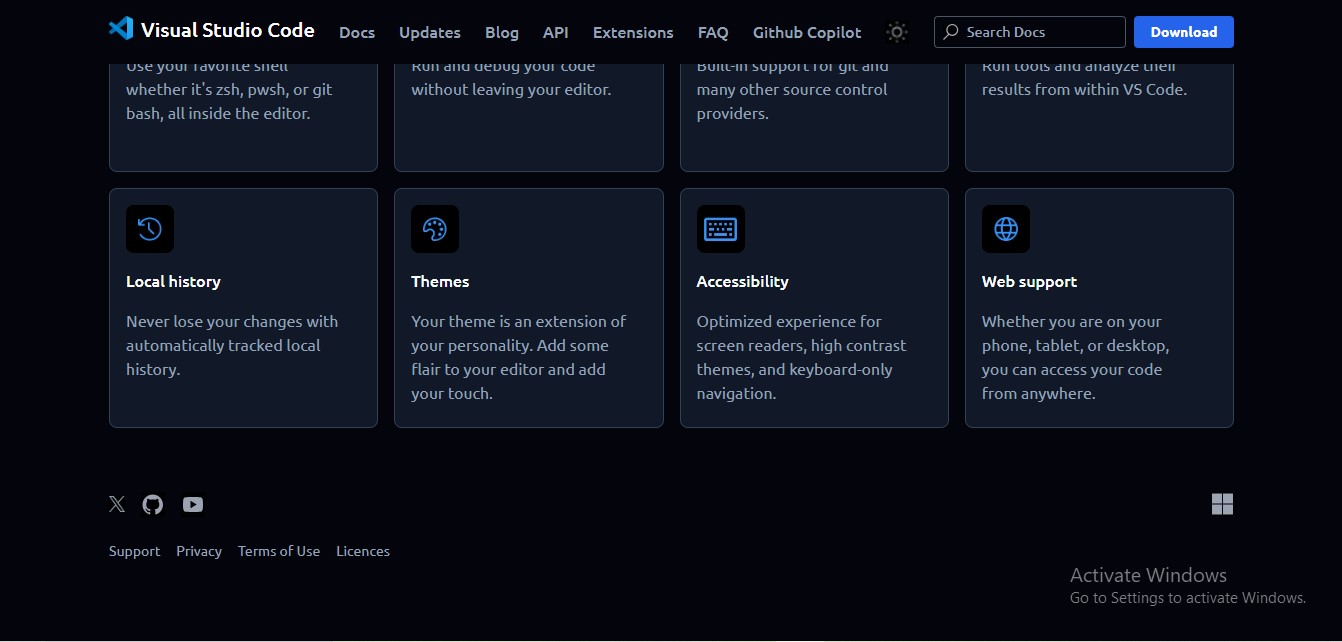 Visual Studio Code Docs Updates Blog API Extensions FAQ Github Copilot Search Docs Download
Use your favorite shell
whether it's zsh, pwsh, or git
bash, all inside the editor.
Run and debug your code
without leaving your editor.
Built-in support for git and
many other source control
providers.
Run tools and analyze their
results from within VS Code.
Local history
Never lose your changes with
automatically tracked local
history.
Themes
Your theme is an extension of
your personality. Add some
flair to your editor and add
your touch.
Accessibility
Optimized experience for
screen readers, high contrast
themes, and keyboard-only
navigation.
Web support
Whether you are on your
phone, tablet, or desktop,
you can access your code
from anywhere.
Support Privacy Terms of Use Licences
Activate Windows
Go to Settings to activate Windows.